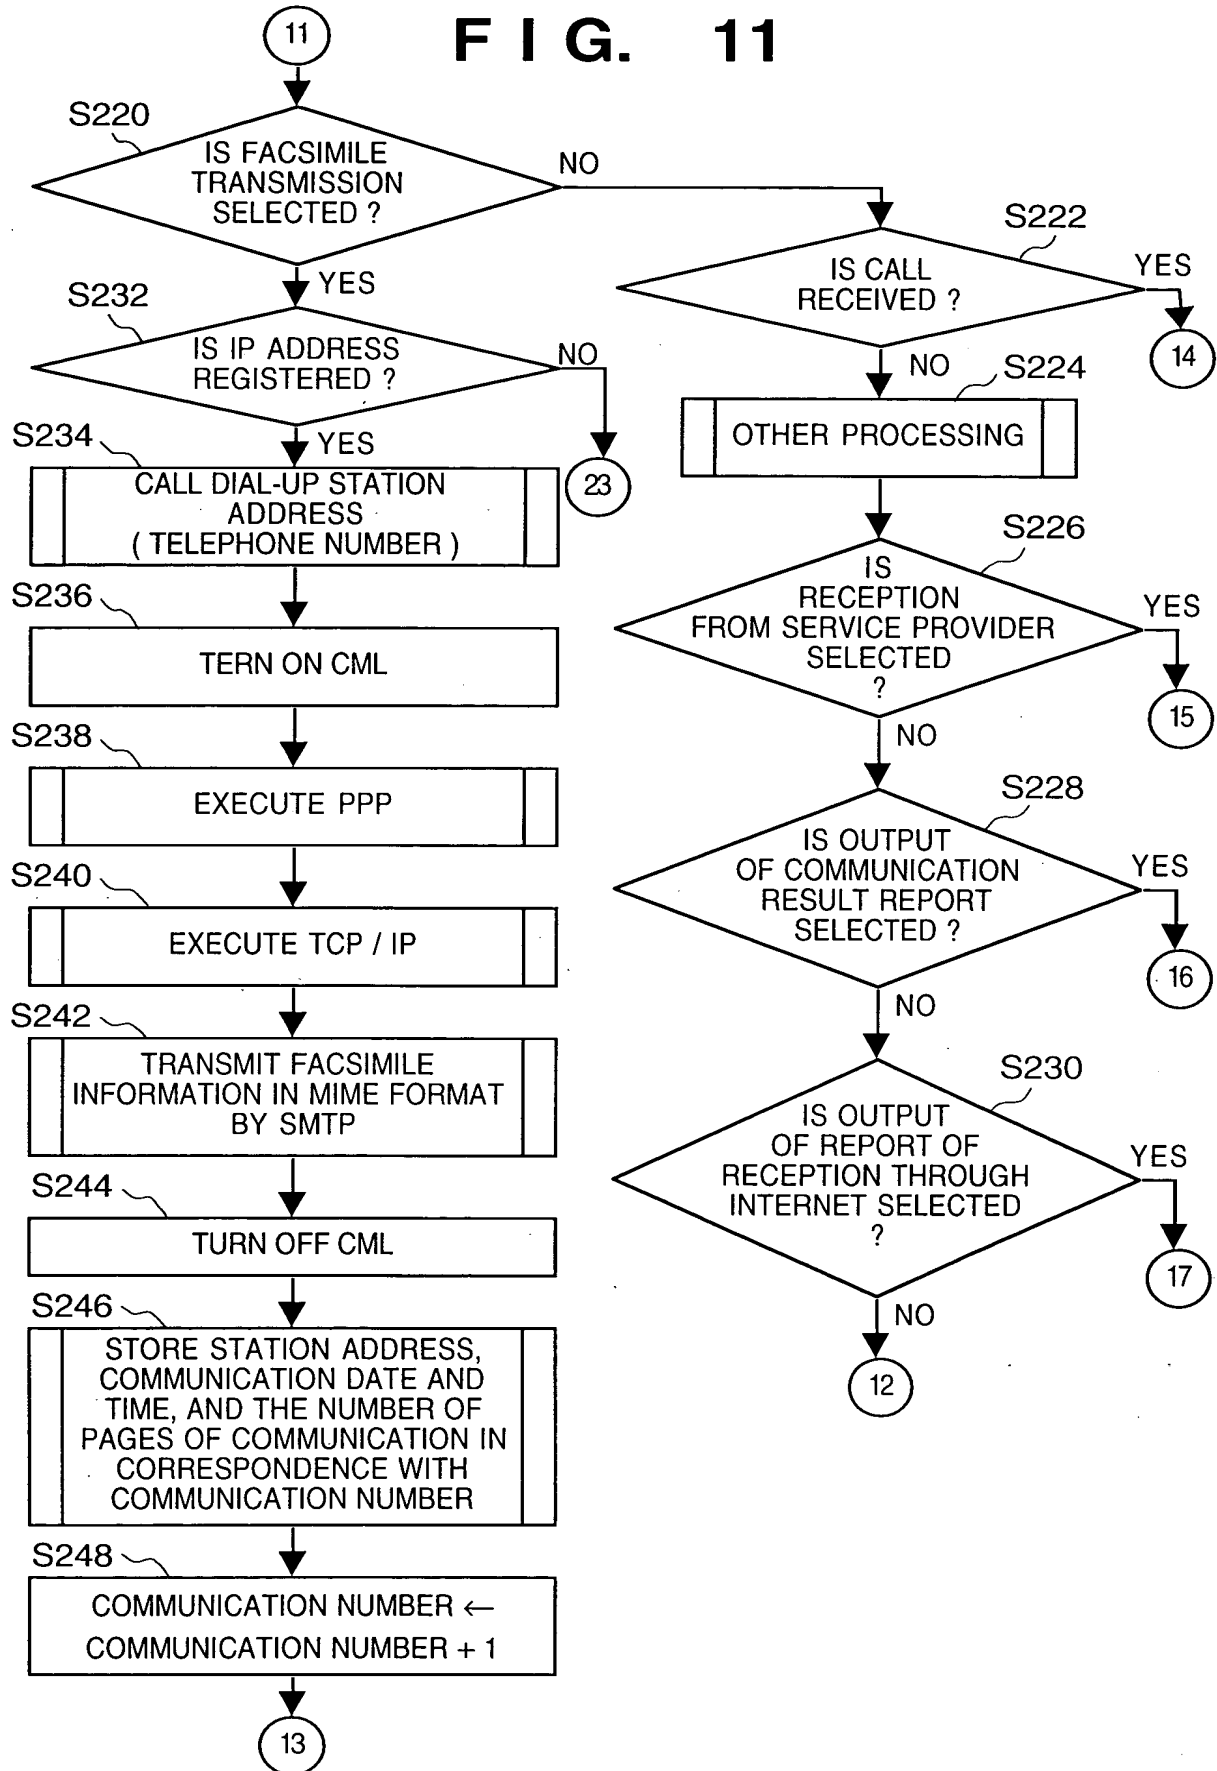 FIG. 11
11
S220
IS FACSIMILE
TRANSMISSION
SELECTED ?
NO
YES
S232
IS IP ADDRESS
REGISTERED ?
NO
23
YES
S234
CALL DIAL-UP STATION
ADDRESS
( TELEPHONE NUMBER )
S236
TERN ON CML
S238
EXECUTE PPP
S240
EXECUTE TCP / IP
S242
TRANSMIT FACSIMILE
INFORMATION IN MIME FORMAT
BY SMTP
S244
TURN OFF CML
S246
STORE STATION ADDRESS,
COMMUNICATION DATE AND
TIME, AND THE NUMBER OF
PAGES OF COMMUNICATION IN
CORRESPONDENCE WITH
COMMUNICATION NUMBER
S248
COMMUNICATION NUMBER ←
COMMUNICATION NUMBER + 1
13
S222
IS CALL
RECEIVED ?
YES
14
NO
S224
OTHER PROCESSING
S226
IS
RECEPTION
FROM SERVICE PROVIDER
SELECTED
?
YES
15
NO
S228
IS OUTPUT
OF COMMUNICATION
RESULT REPORT
SELECTED ?
YES
16
NO
S230
IS OUTPUT
OF REPORT OF
RECEPTION THROUGH
INTERNET SELECTED
?
YES
17
NO
12